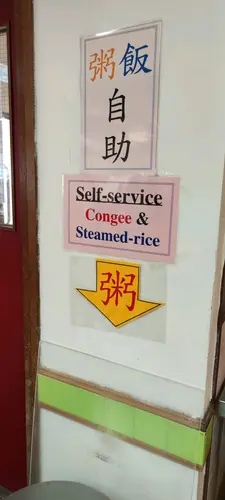 粥飯
自
助
Self-service
Congee &
Steamed-rice
粥